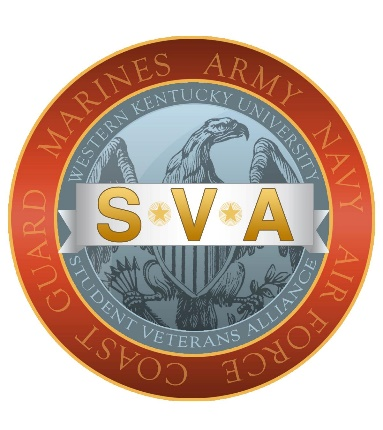 COAST GUARD MARINES ARMY NAVY AIR FORCE
WESTERN KENTUCKY UNIVERSITY
S V A
STUDENT VETERANS ALLIANCE